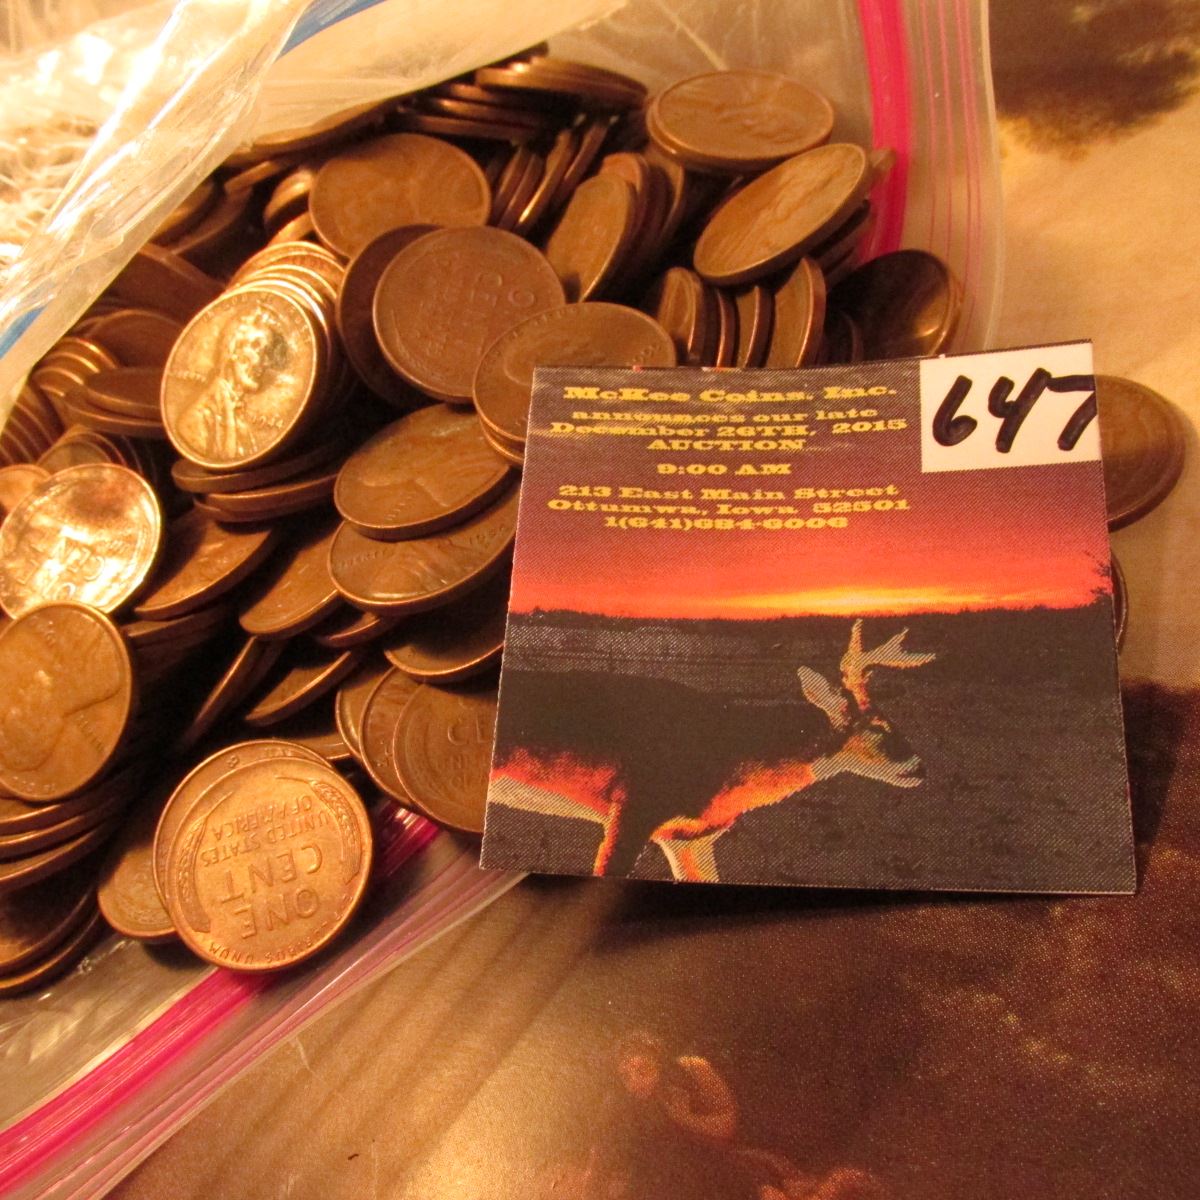 McKee Coins, Inc.
announces our late
December 26TH, 2015
AUCTION
9:00 AM
213 East Main Street
Ottumwa, Iowa 52501
1(641)684-6006
647
UNITED STATES
OF AMERICA
ONE
CENT
UNUM